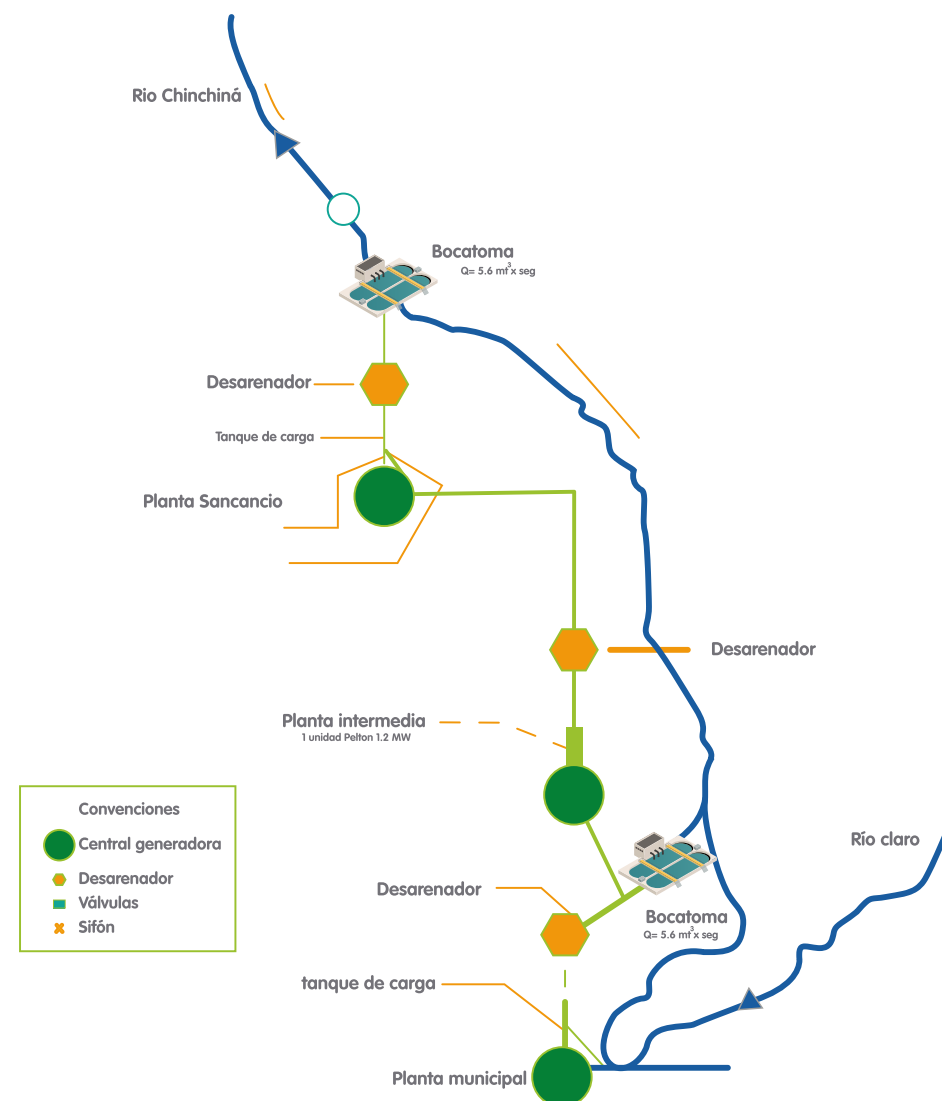 Rio Chinchiná
Bocatoma
Q= 5.6 mt³x seg
Desarenador
Tanque de carga
Planta Sancancio
Desarenador
Planta intermedia
1 unidad Pelton 1.2 MW
Convenciones
Central generadora
Desarenador
Válvulas
Sifón
Río claro
Desarenador
Bocatoma
Q= 5.6 mt³x seg
tanque de carga
Planta municipal